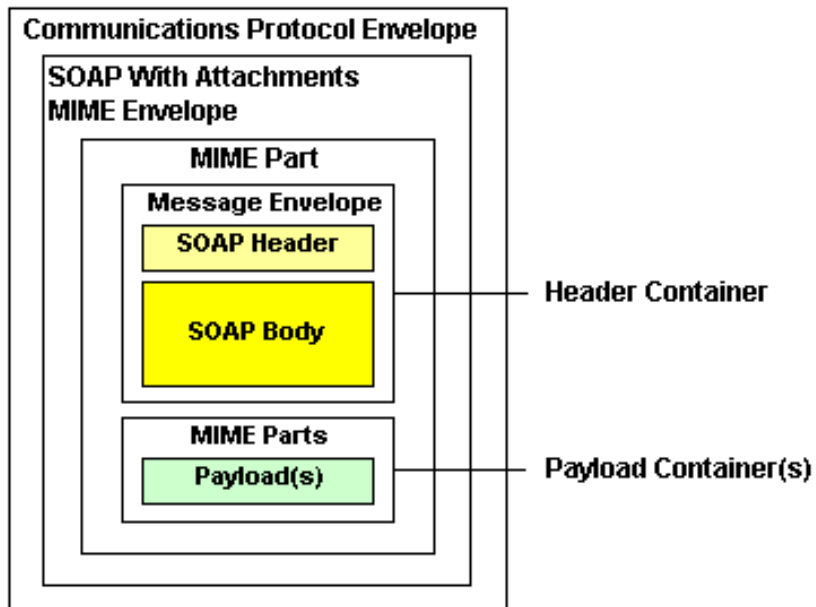 Communications Protocol Envelope
SOAP With Attachments
MIME Envelope
MIME Part
Message Envelope
SOAP Header
SOAP Body
Header Container
MIME Parts
Payload(s)
Payload Container(s)